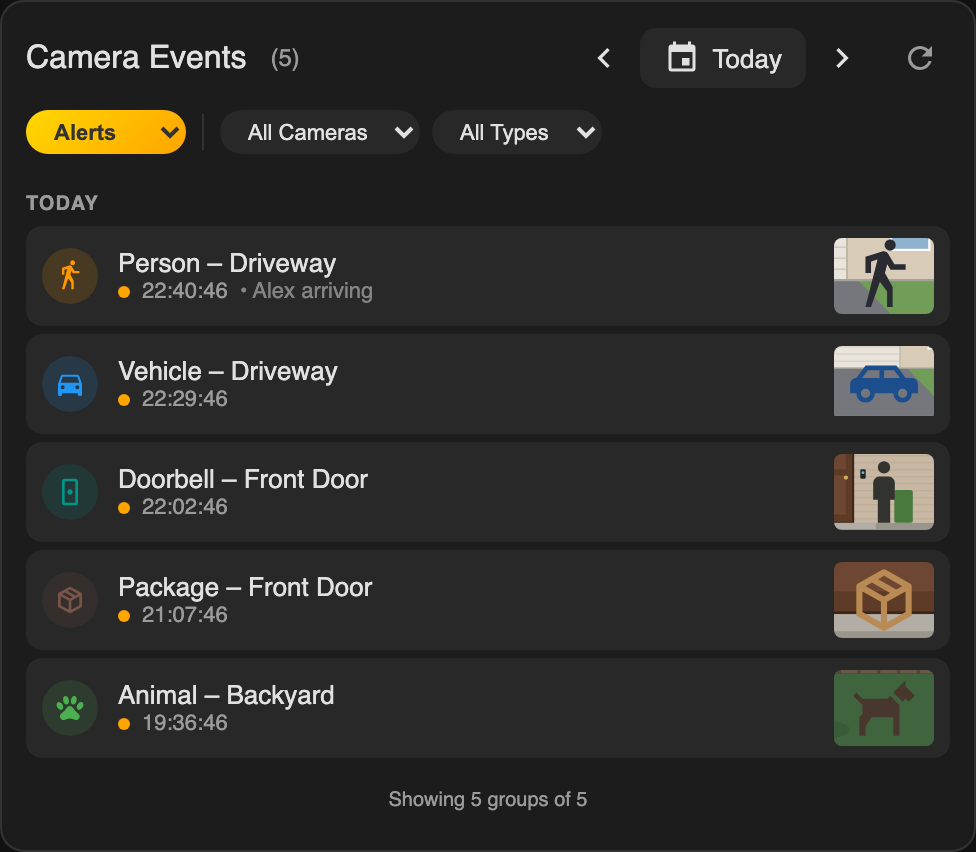 Camera Events (5)
Today
Alerts
All Cameras
All Types
TODAY
Person – Driveway
22:40:46 • Alex arriving
Vehicle – Driveway
22:29:46
Doorbell – Front Door
22:02:46
Package – Front Door
21:07:46
Animal – Backyard
19:36:46
Showing 5 groups of 5